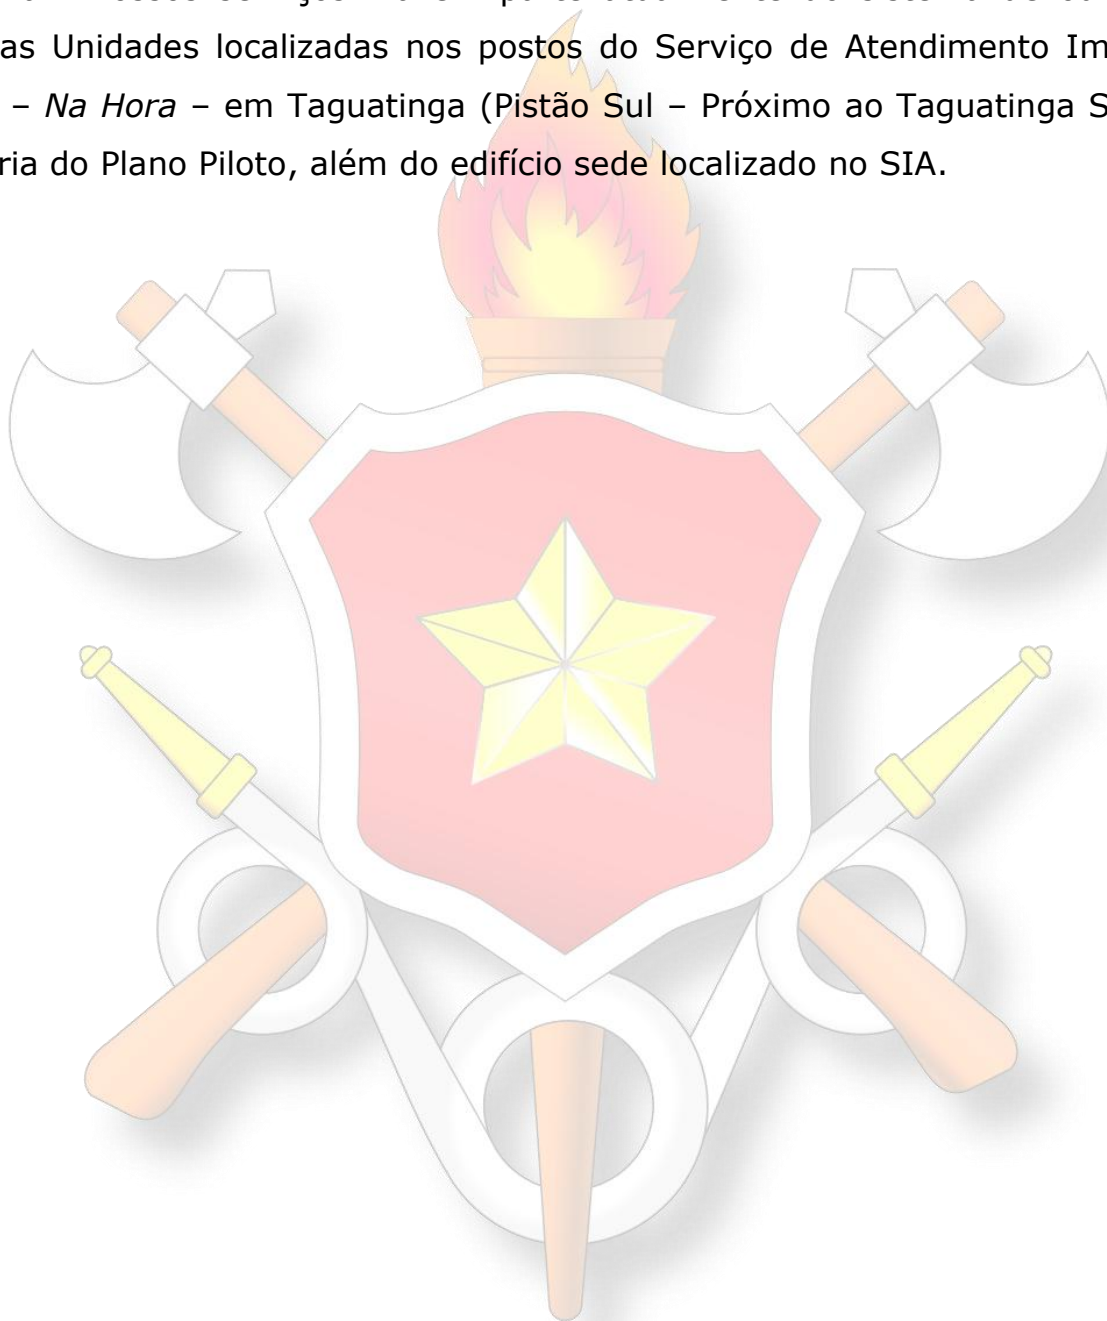 as Unidades localizadas nos postos do Serviço de Atendimento Im
– Na Hora – em Taguatinga (Pistão Sul – Próximo ao Taguatinga S
ria do Plano Piloto, além do edifício sede localizado no SIA.